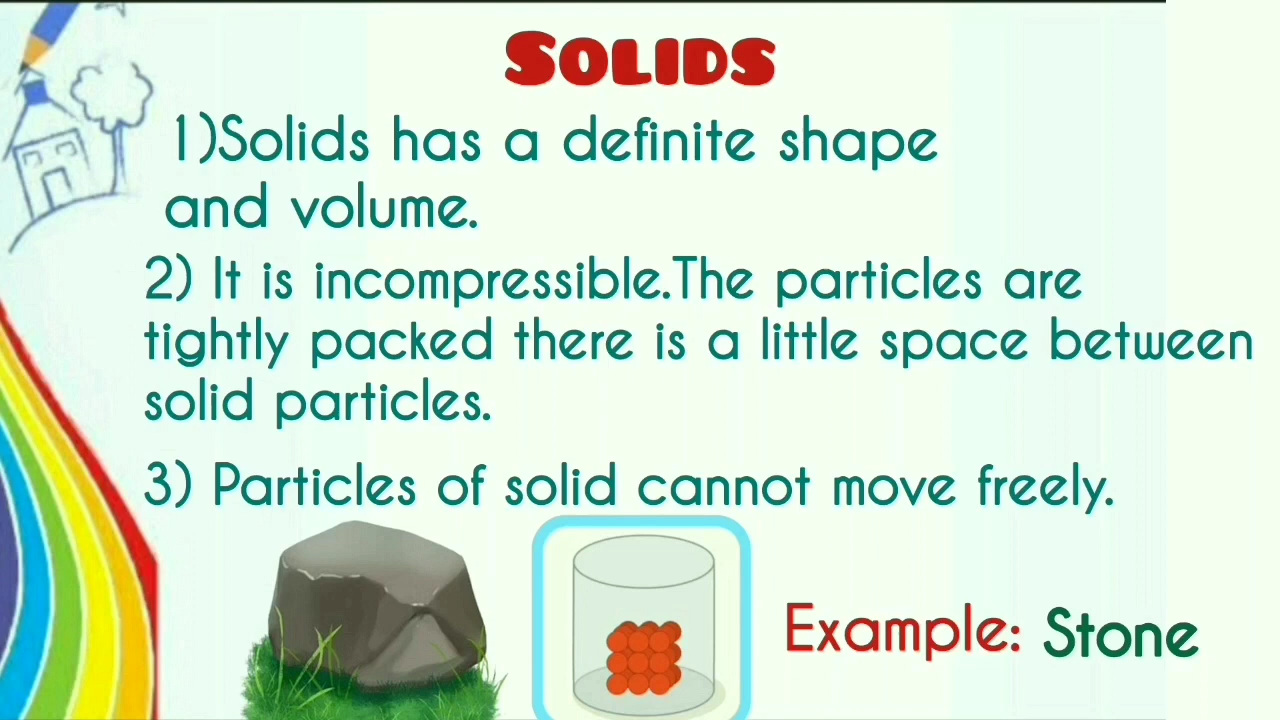 SOLIDS
1)Solids has a definite shape
and volume.
2) It is incompressible.The particles are
tightly packed there is a little space between
solid particles.
3) Particles of solid cannot move freely.
Example: Stone